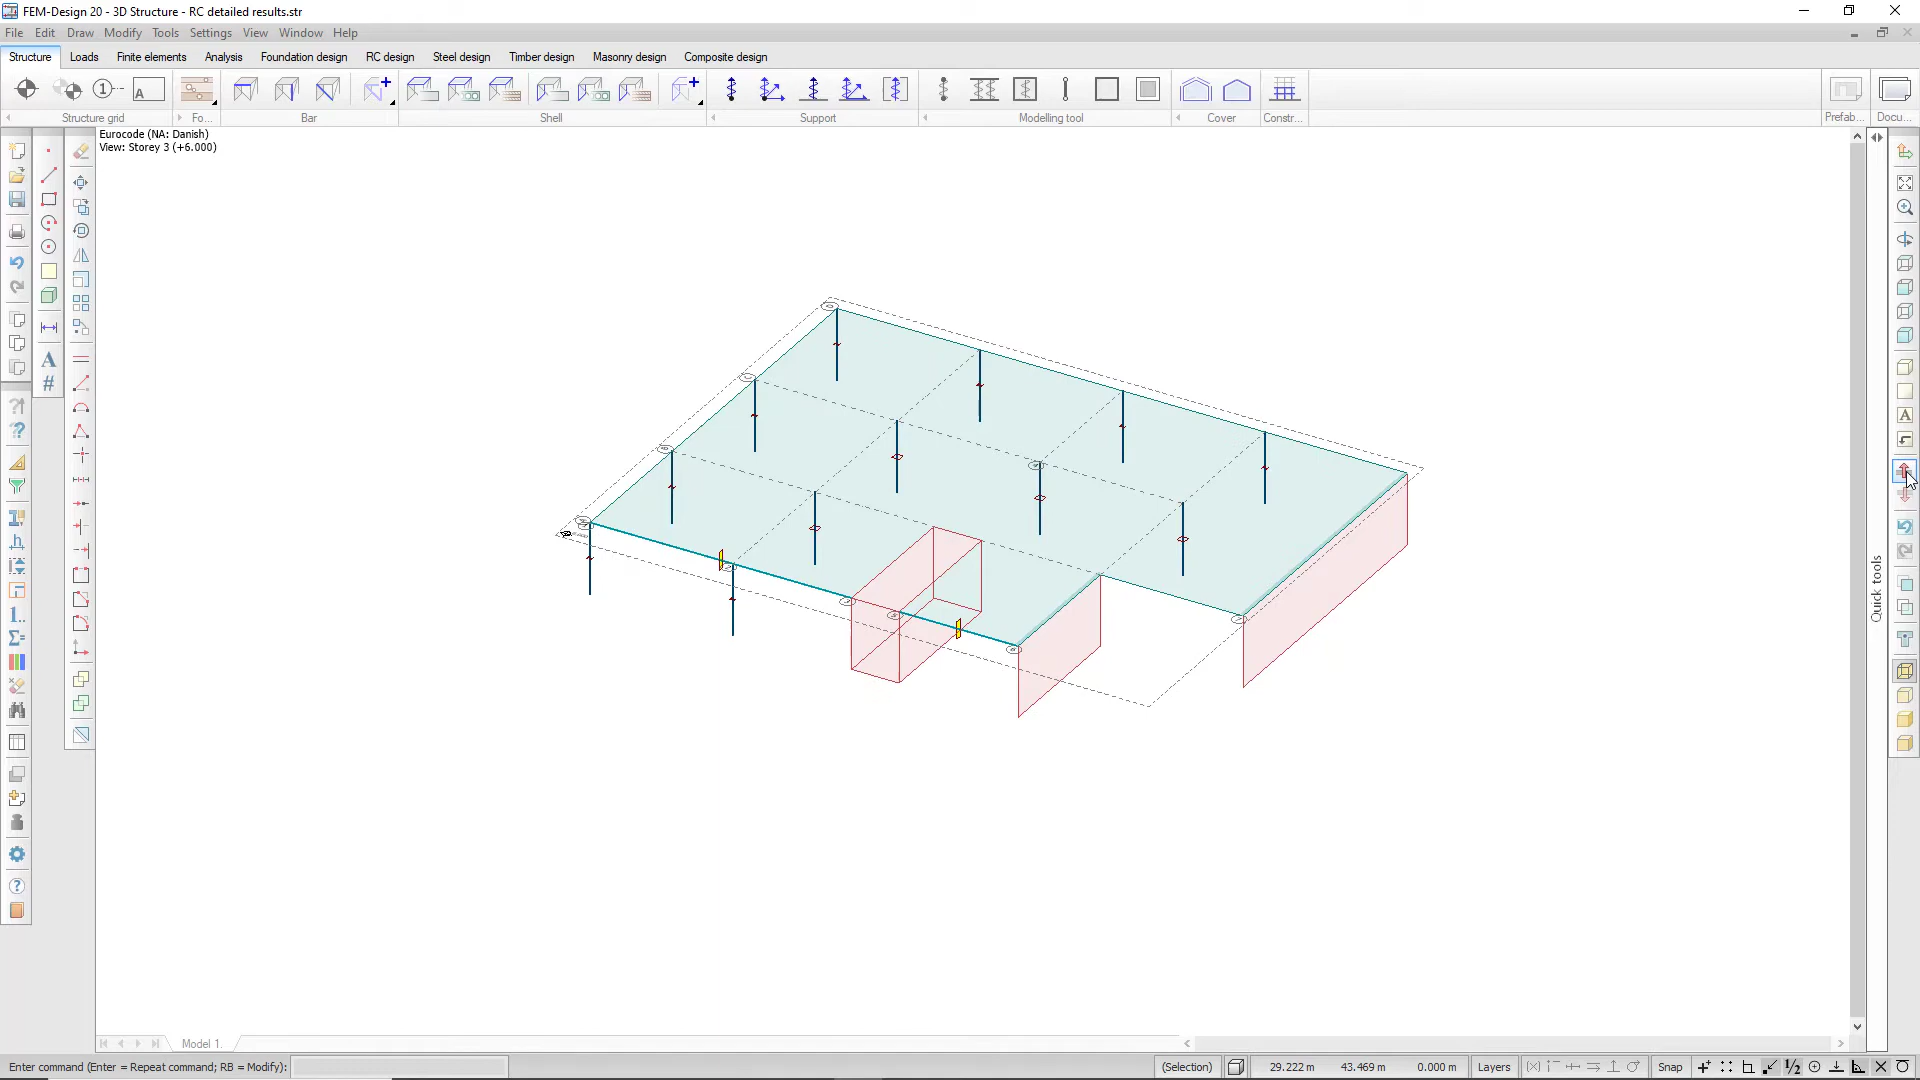 FEM-Design 20 - 3D Structure - RC detailed results.str
File Edit Draw Modify Tools Settings View Window Help
Structure Loads Finite elements Analysis Foundation design RC design Steel design Timber design Masonry design Composite design
1 A
Structure grid Fo... Bar Shell Support Modelling tool Cover Constr... Prefab... Docu...
Eurocode (NA: Danish)
View: Storey 3 (+6.000)
A
#
A
Quick tools
Model 1.
Enter command (Enter = Repeat command; RB = Modify): (Selection) 29.222 m 43.469 m 0.000 m Layers Snap 1/2